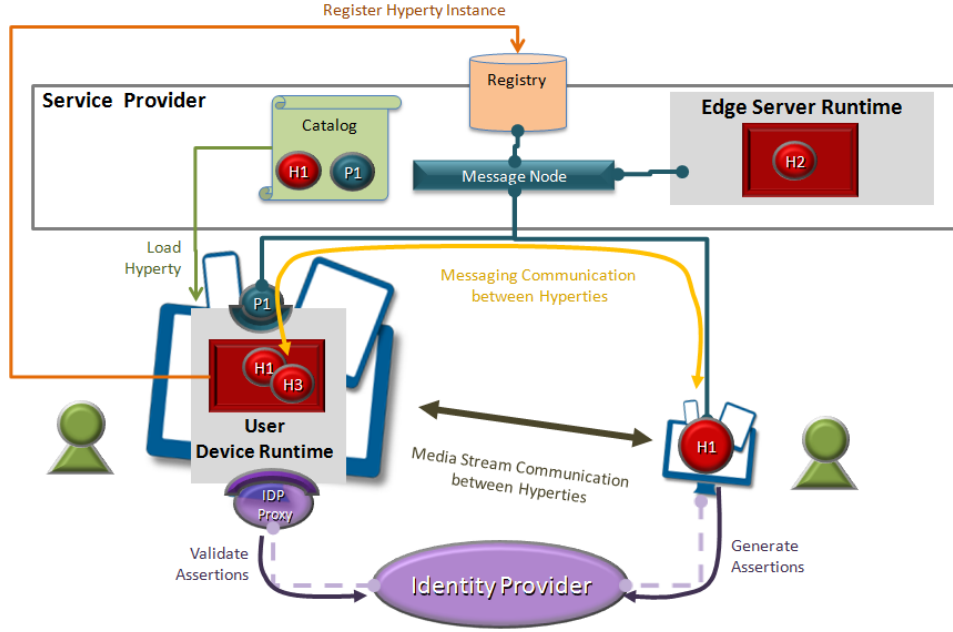 Register Hyperty Instance
Registry
Service Provider
Catalog
H1
P1
Message Node
Edge Server Runtime
H2
Load
Hyperty
Messaging Communication
between Hyperties
P1
H1
H3
User
Device Runtime
H1
Media Stream Communication
between Hyperties
IDP
Proxy
Validate
Assertions
Identity Provider
Generate
Assertions